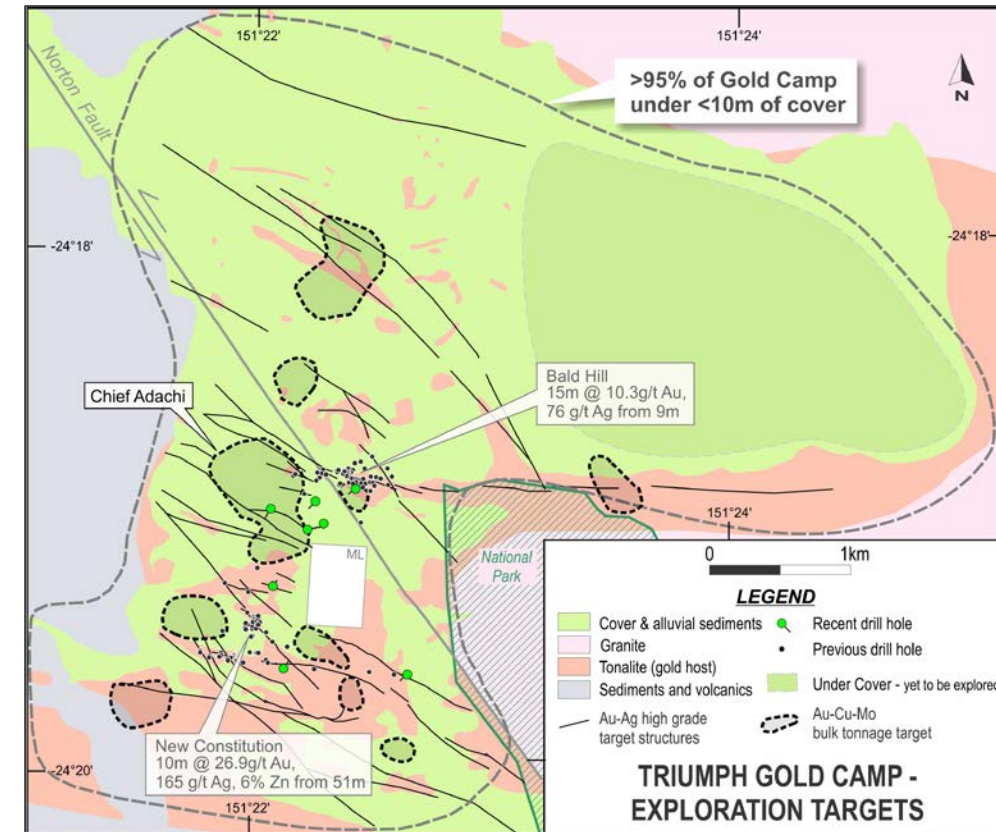 151°22'
151°24'
Norton Fault
>95% of Gold Camp
under <10m of cover
N
-24°18'
-24°18'
Bald Hill
15m @ 10.3g/t Au,
76 g/t Ag from 9m
Chief Adachi
ML
National
Park
151°24'
0 1km
LEGEND
Cover & alluvial sediments
Granite
Tonalite (gold host)
Sediments and volcanics
Au-Ag high grade
target structures
Recent drill hole
Previous drill hole
Under Cover - yet to be explored
Au-Cu-Mo
bulk tonnage target
New Constitution
10m @ 26.9g/t Au,
165 g/t Ag, 6% Zn from 51m
-24°20'
151°22'
TRIUMPH GOLD CAMP -
EXPLORATION TARGETS